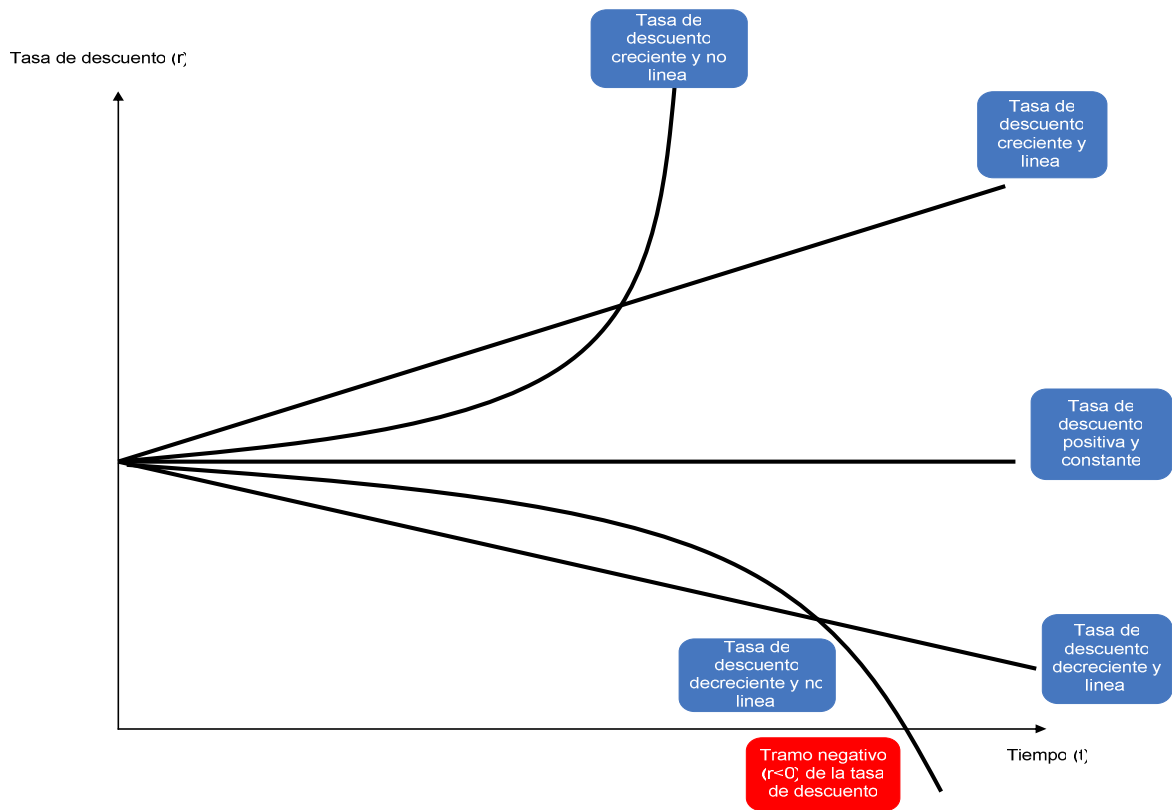 Tasa de
descuento
creciente y no
linea
Tasa de descuento (r)
Tasa de
descuento
creciente y
linea
Tasa de
descuento
positiva y
constante
Tasa de
descuento
decreciente y
linea
Tasa de
descuento
decreciente y no
linea
Tramo negativo
(r<0) de la tasa
de descuento
Tiempo (t)